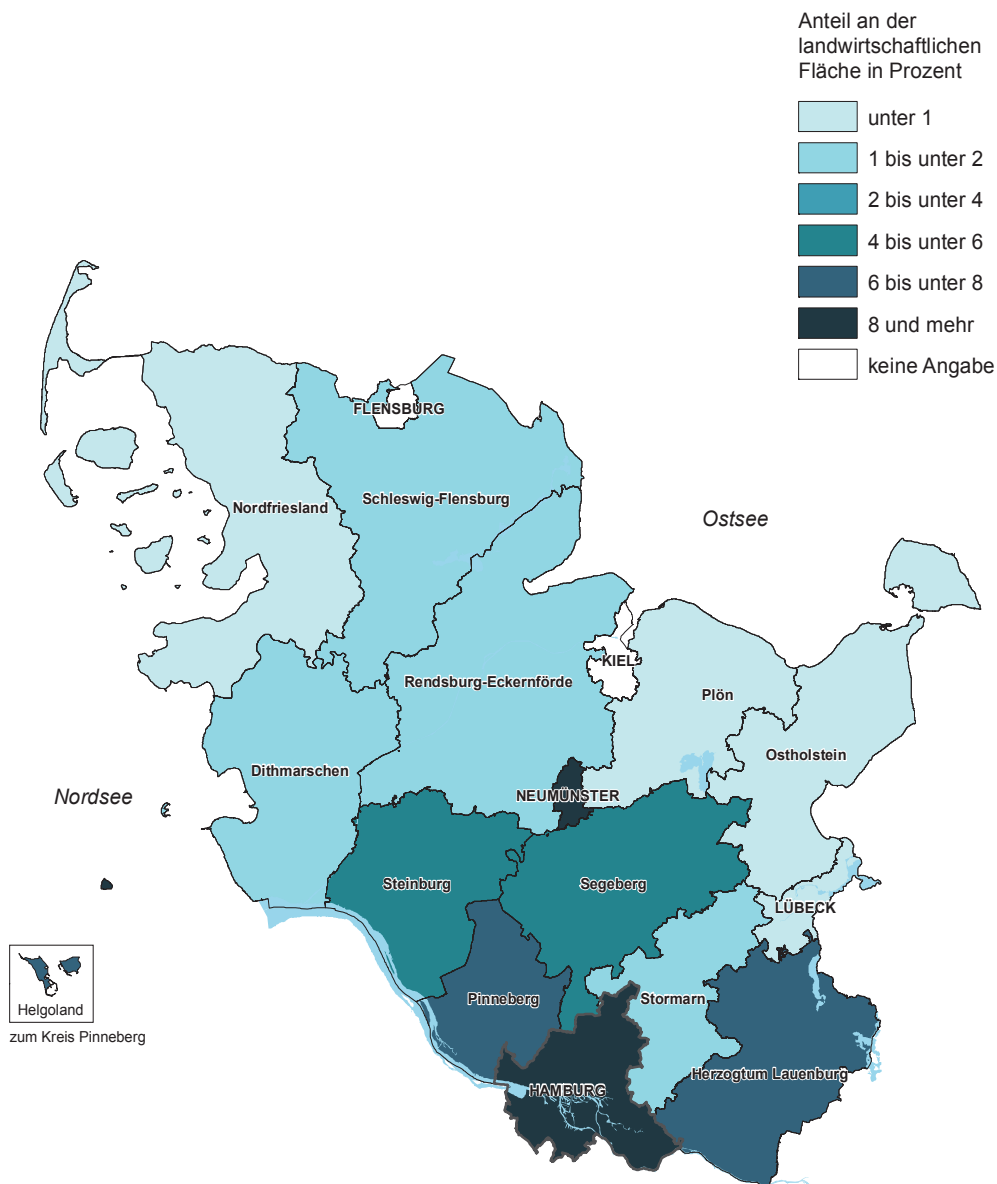 Anteil an der
landwirtschaftlichen
Fläche in Prozent
unter 1
1 bis unter 2
2 bis unter 4
4 bis unter 6
6 bis unter 8
8 und mehr
keine Angabe
FLENSBURG
Schleswig-Flensburg
Nordfriesland
Ostsee
KIEL
Rendsburg-Eckernförde
Plön
Ostholstein
Dithmarschen
Nordsee
NEUMÜNSTER
Steinburg
Segeberg
LÜBECK
Pinneberg
Stormarn
Helgoland
zum Kreis Pinneberg
Herzogtum Lauenburg
HAMBURG